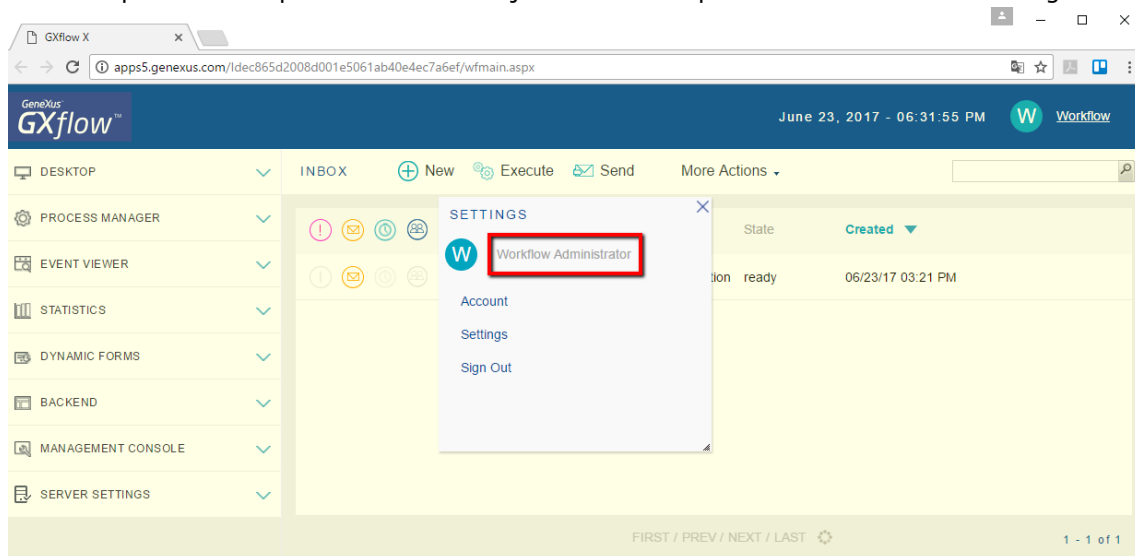 GXflow X
apps5.genexus.com/Idec865d2008d001e5061ab40e4ec7a6ef/wfmain.aspx
GeneXus
GXflow™
June 23, 2017 - 06:31:55 PM W Workflow
DESKTOP
INBOX New Execute Send More Actions
PROCESS MANAGER
SETTINGS
State Created
W Workflow Administrator
EVENT VIEWER
tion ready 06/23/17 03:21 PM
Account
STATISTICS
Settings
DYNAMIC FORMS
Sign Out
BACKEND
MANAGEMENT CONSOLE
SERVER SETTINGS
FIRST / PREV / NEXT / LAST
1 - 1 of 1